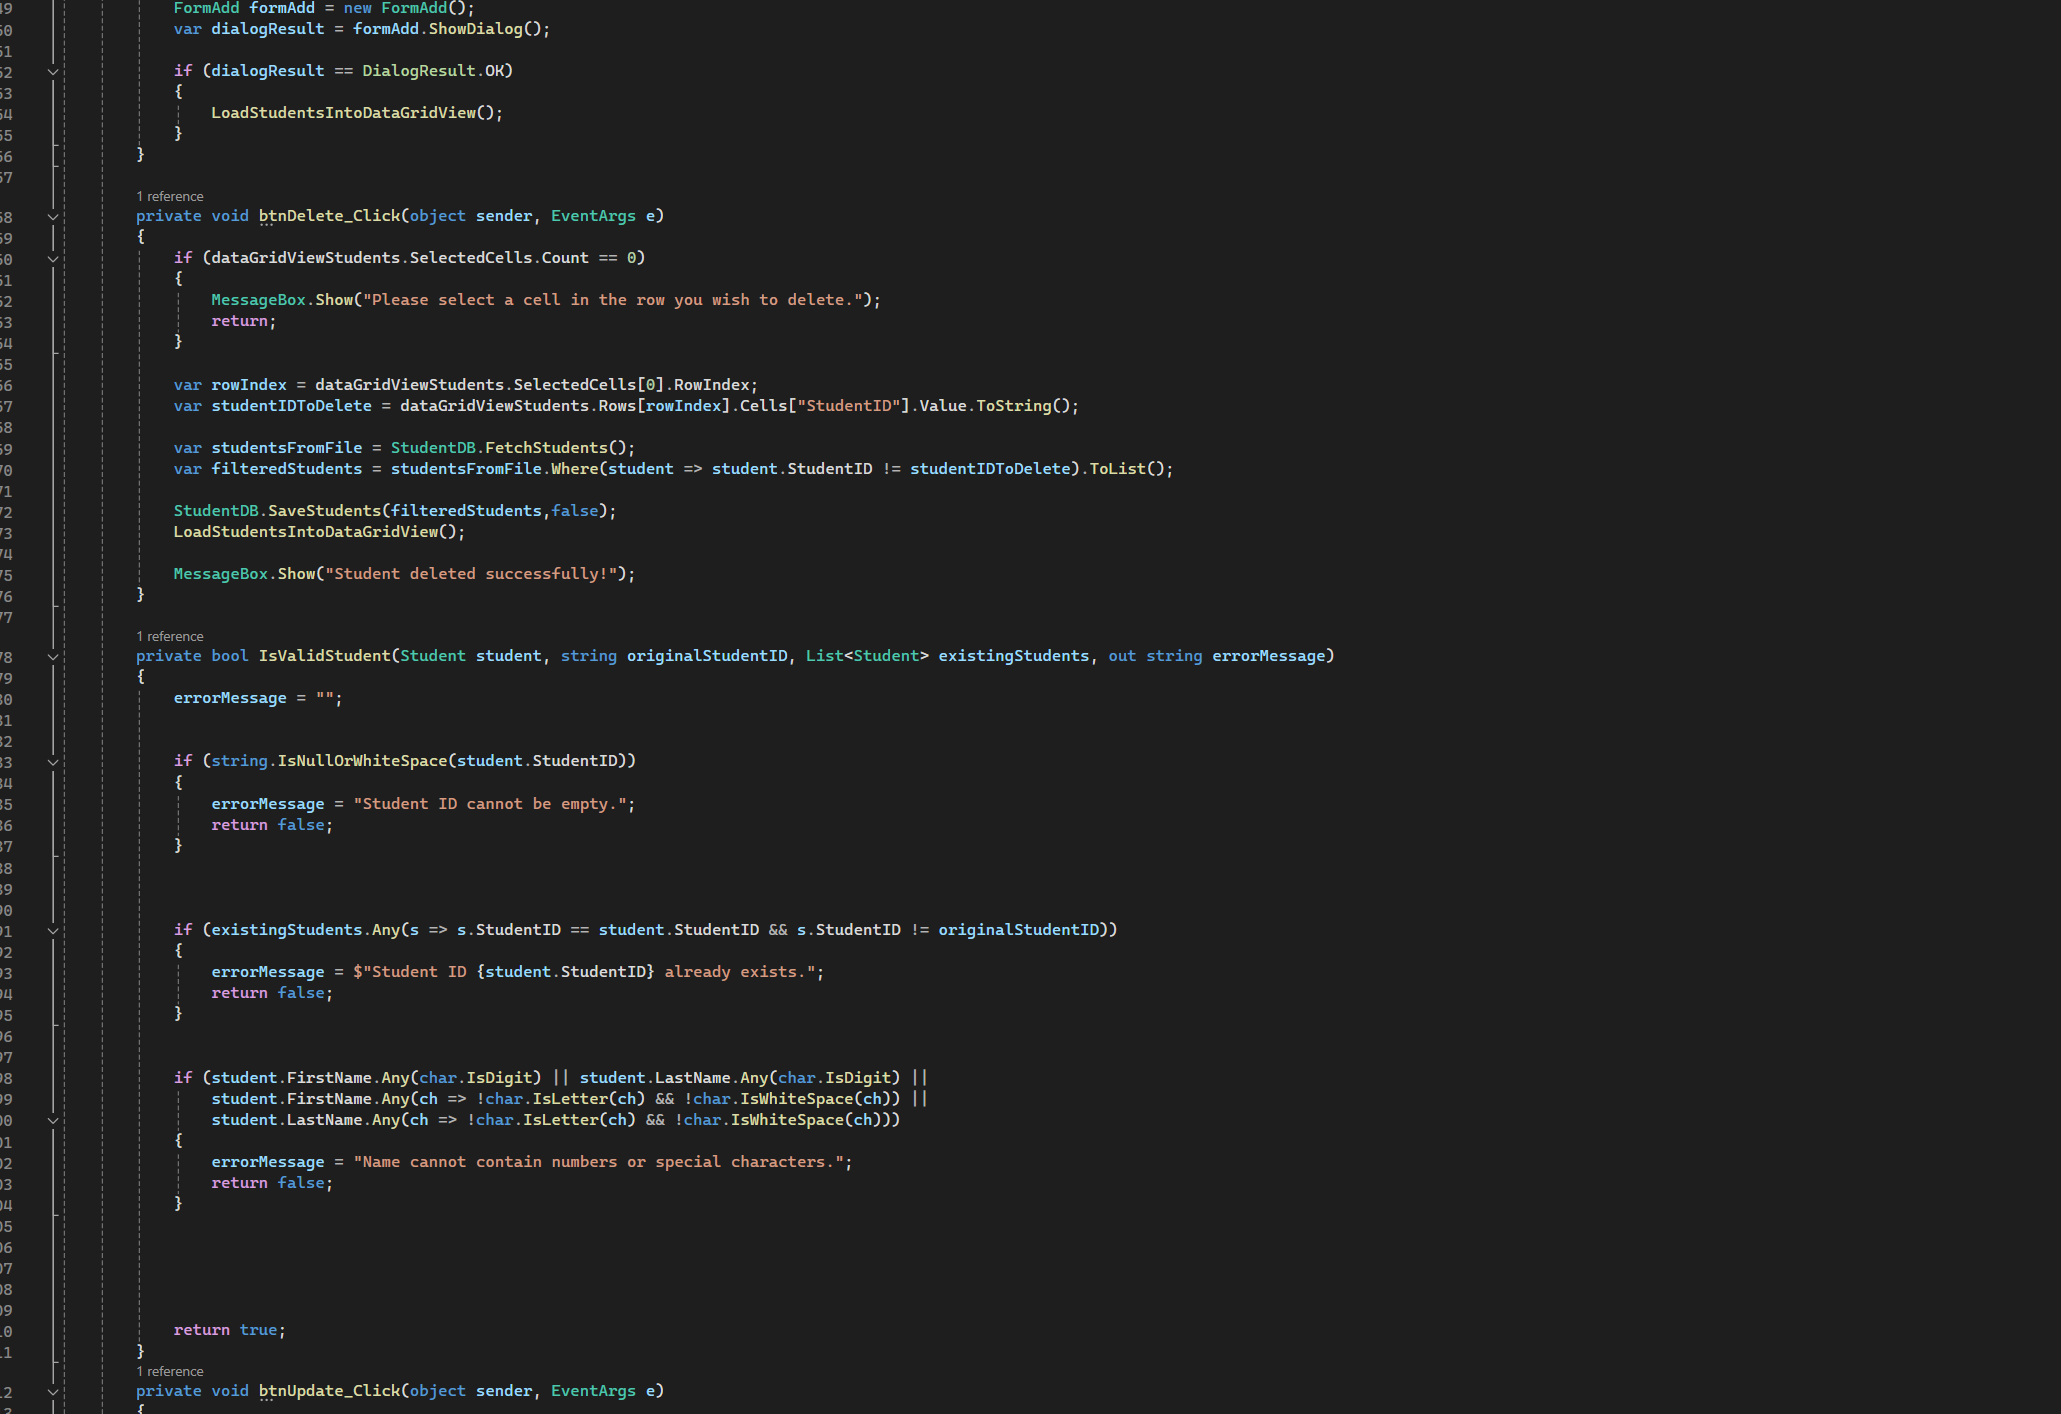 FormAdd formAdd = new FormAdd();
var dialogResult = formAdd.ShowDialog();
if (dialogResult == DialogResult.OK)
{
LoadStudentsIntoDataGridView();
}
}
1 reference
private void btnDelete_Click(object sender, EventArgs e)
{
if (dataGridViewStudents.SelectedCells.Count == 0)
{
MessageBox.Show("Please select a cell in the row you wish to delete.");
return;
}
var rowIndex = dataGridViewStudents.SelectedCells[0].RowIndex;
var studentIDToDelete = dataGridViewStudents.Rows[rowIndex].Cells["StudentID"].Value.ToString();
var studentsFromFile = StudentDB.FetchStudents();
var filteredStudents = studentsFromFile.Where(student => student.StudentID != studentIDToDelete).ToList();
StudentDB.SaveStudents(filteredStudents,false);
LoadStudentsIntoDataGridView();
MessageBox.Show("Student deleted successfully!");
}
1 reference
private bool IsValidStudent(Student student, string originalStudentID, List<Student> existingStudents, out string errorMessage)
{
errorMessage = "";
if (string.IsNullOrWhiteSpace(student.StudentID))
{
errorMessage = "Student ID cannot be empty.";
return false;
}
if (existingStudents.Any(s => s.StudentID == student.StudentID && s.StudentID != originalStudentID))
{
errorMessage = $"Student ID {student.StudentID} already exists.";
return false;
}
if (student.FirstName.Any(char.IsDigit) || student.LastName.Any(char.IsDigit) ||
student.FirstName.Any(ch => !char.IsLetter(ch) && !char.IsWhiteSpace(ch)) ||
student.LastName.Any(ch => !char.IsLetter(ch) && !char.IsWhiteSpace(ch)))
{
errorMessage = "Name cannot contain numbers or special characters.";
return false;
}
return true;
}
1 reference
private void btnUpdate_Click(object sender, EventArgs e)
{